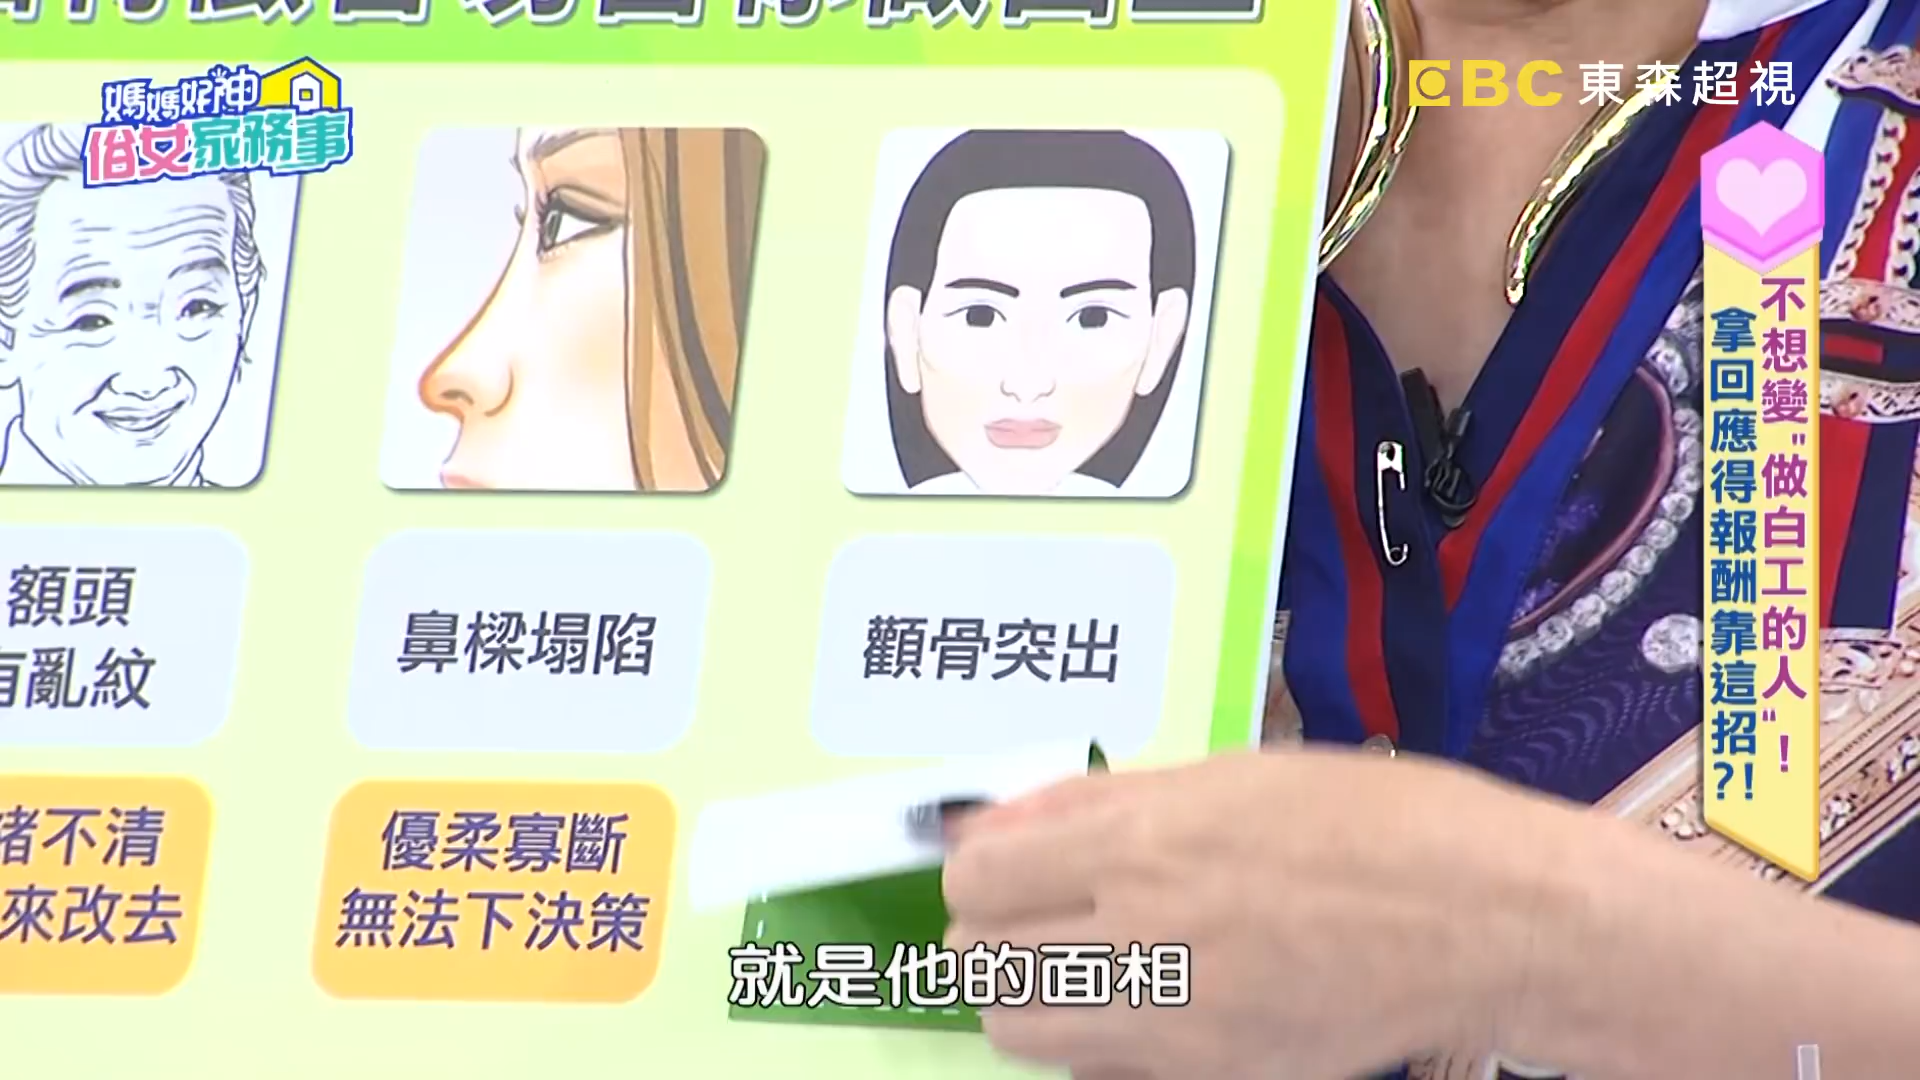 媽媽好神
俗女家務事
EBC 東森超視
不想變"做白工的人"!
拿回應得報酬靠這招?!
額頭
有亂紋
鼻樑塌陷
顴骨突出
不清
來改去
優柔寡斷
無法下決策
就是他的面相